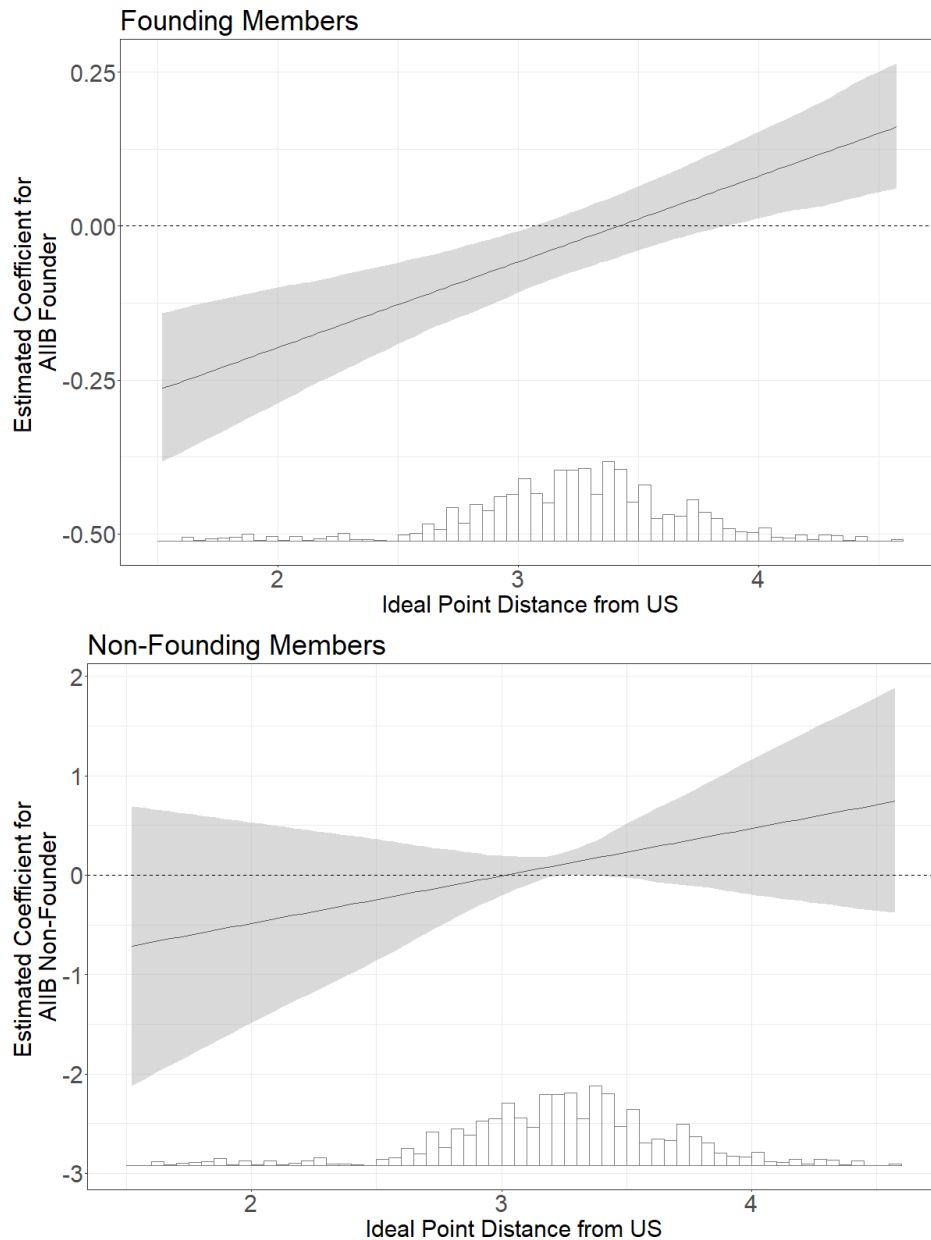 Founding Members
Estimated Coefficient for
AIIB Founder
0.25
0.00
-0.25
-0.50
2 3 4
Ideal Point Distance from US
Non-Founding Members
Estimated Coefficient for
AIIB Non-Founder
2
1
0
-1
-2
-3
2 3 4
Ideal Point Distance from US